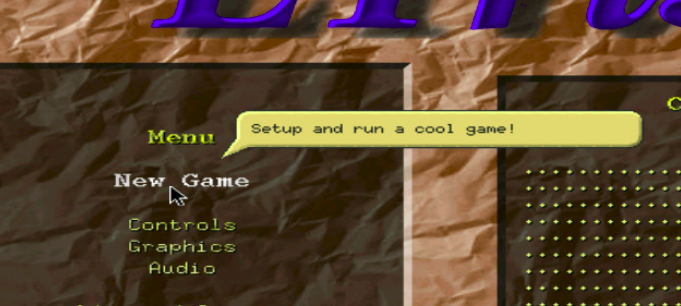 Menu
Setup and run a cool game!
New Game
Controls
Graphics
Audio